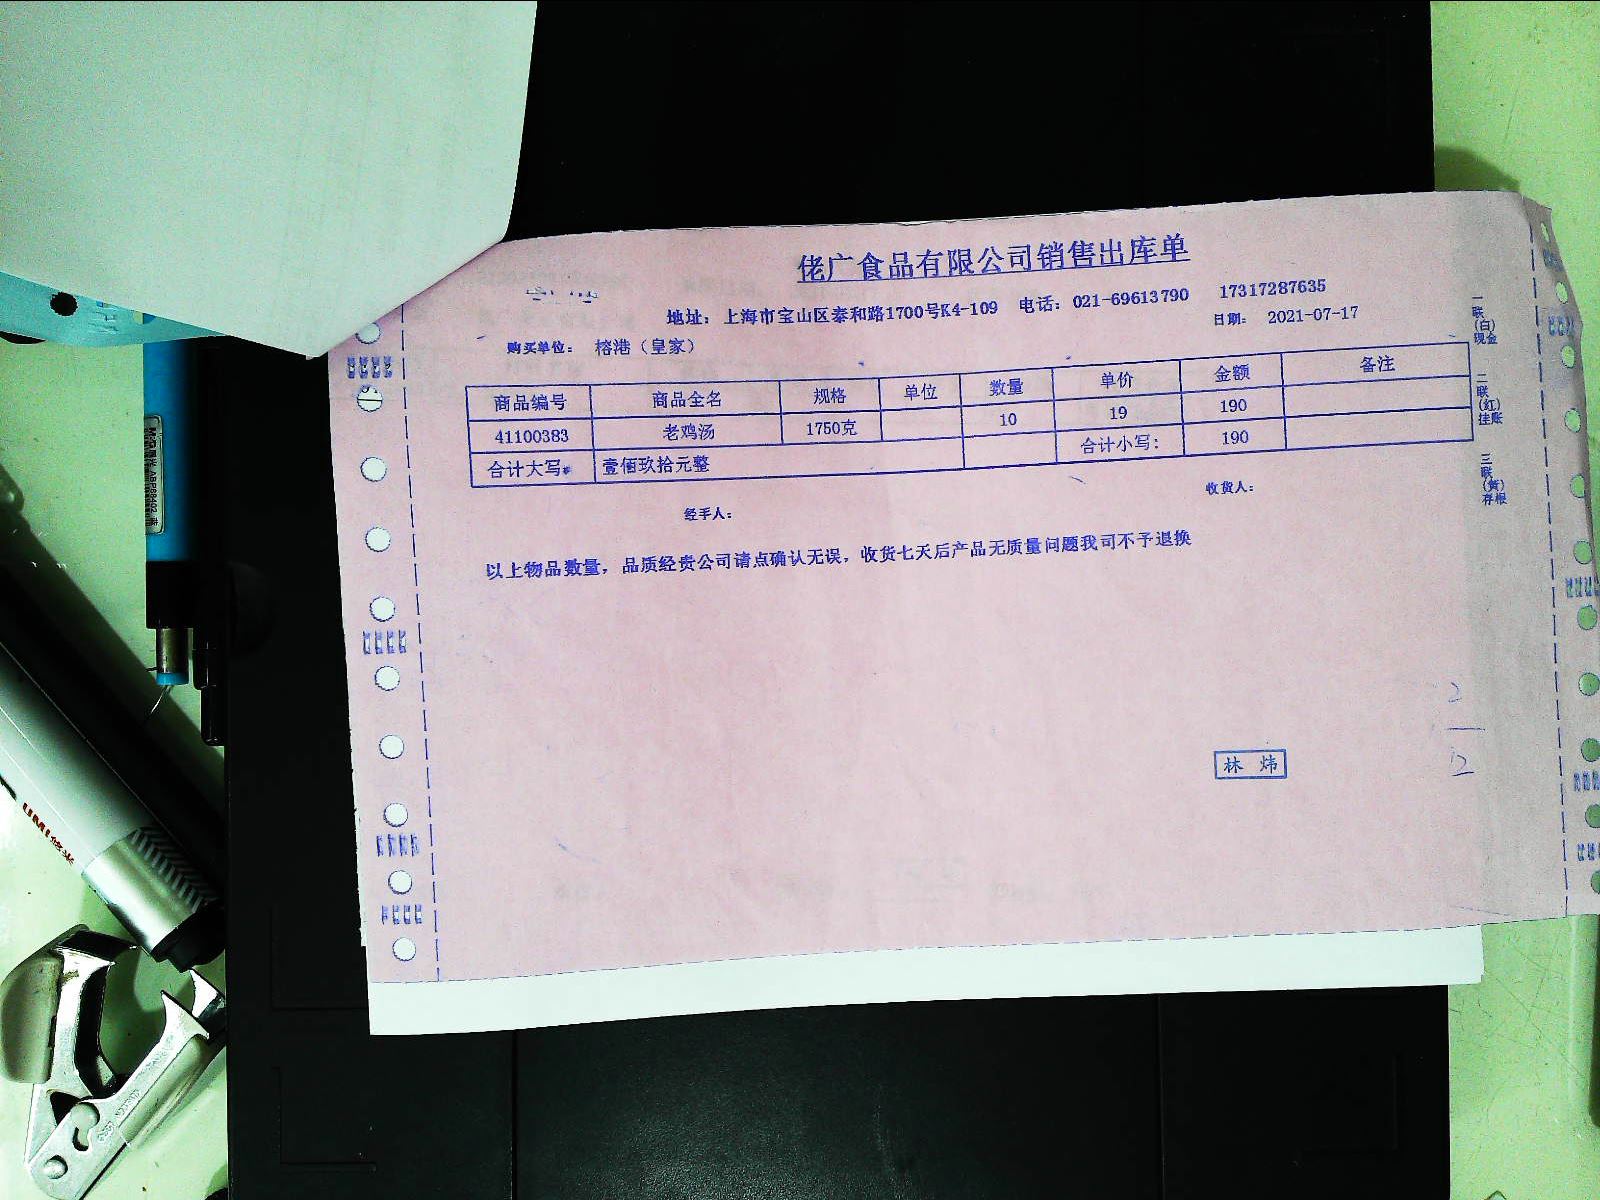 佬广食品有限公司销售出库单
地址：上海市宝山区泰和路1700号K4-109 电话：021-69613790 17317287635
购买单位： 榕港（皇家） 日期： 2021-07-17
商品编号 商品全名 规格 单位 数量 单价 金额 备注
41100383 老鸡汤 1750克 10 19 190
合计大写# 壹佰玖拾元整 合计小写： 190
经手人： 收货人：
以上物品数量，品质经贵公司请点确认无误，收货七天后产品无质量问题我司不予退换
一联（白）现金
二联（红）挂账
三联（黄）存根
林 炜
2
12
UMI悠米